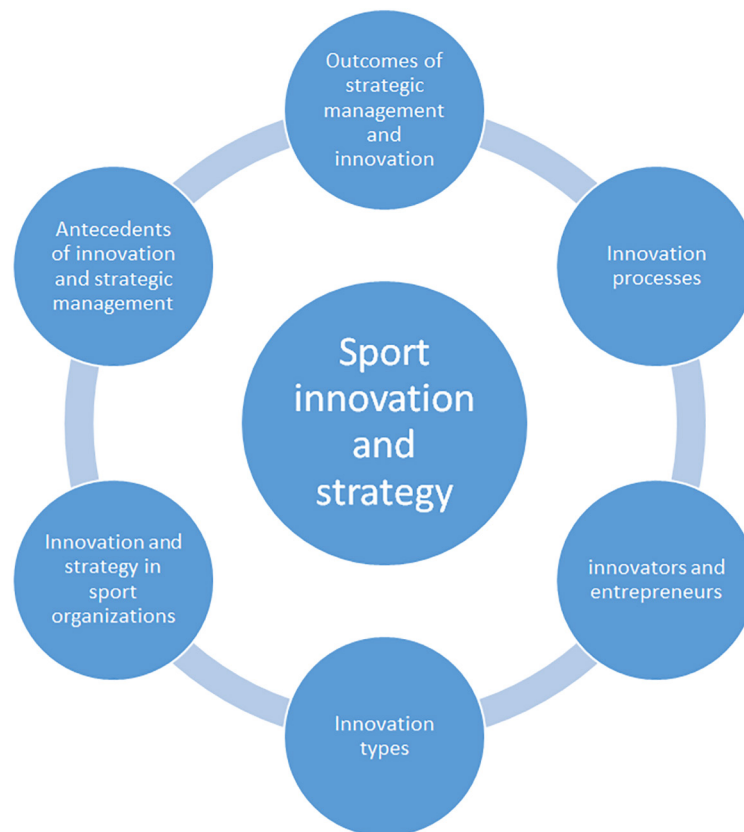 Outcomes of
strategic
management
and
innovation
Innovation
processes
innovators and
entrepreneurs
Innovation
types
Innovation and
strategy in
sport
organizations
Antecedents
of innovation
and strategic
management
Sport
innovation
and
strategy